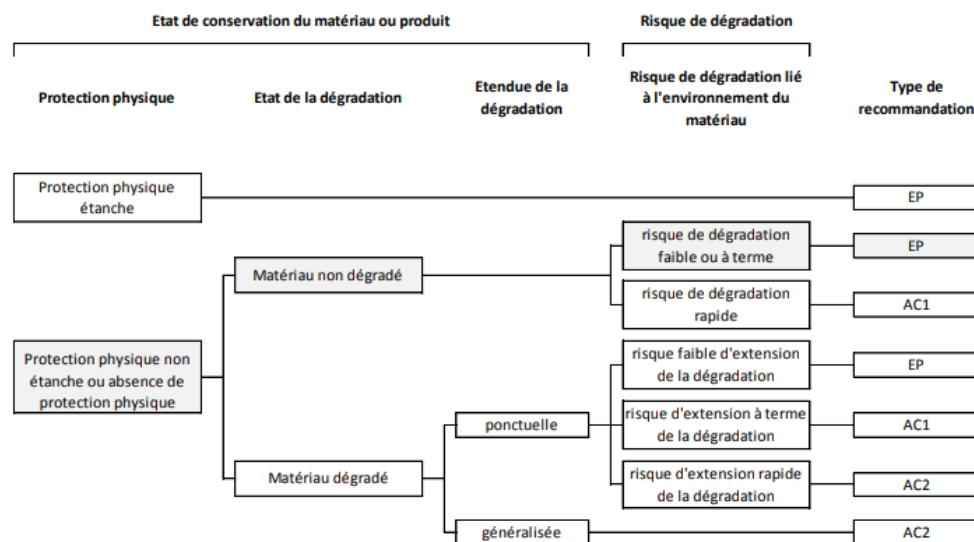 Etat de conservation du matériau ou produit
Risque de dégradation
Protection physique
Etat de la dégradation
Etendue de la
dégradation
Risque de dégradation lié
à l'environnement du
matériau
Type de
recommandation
Protection physique
étanche
EP
risque de dégradation
faible ou à terme
EP
Matériau non dégradé
risque de dégradation
rapide
AC1
Protection physique non
étanche ou absence de
protection physique
risque faible d'extension
de la dégradation
EP
ponctuelle
risque d'extension à terme
de la dégradation
AC1
Matériau dégradé
risque d'extension rapide
de la dégradation
AC2
généralisée
AC2